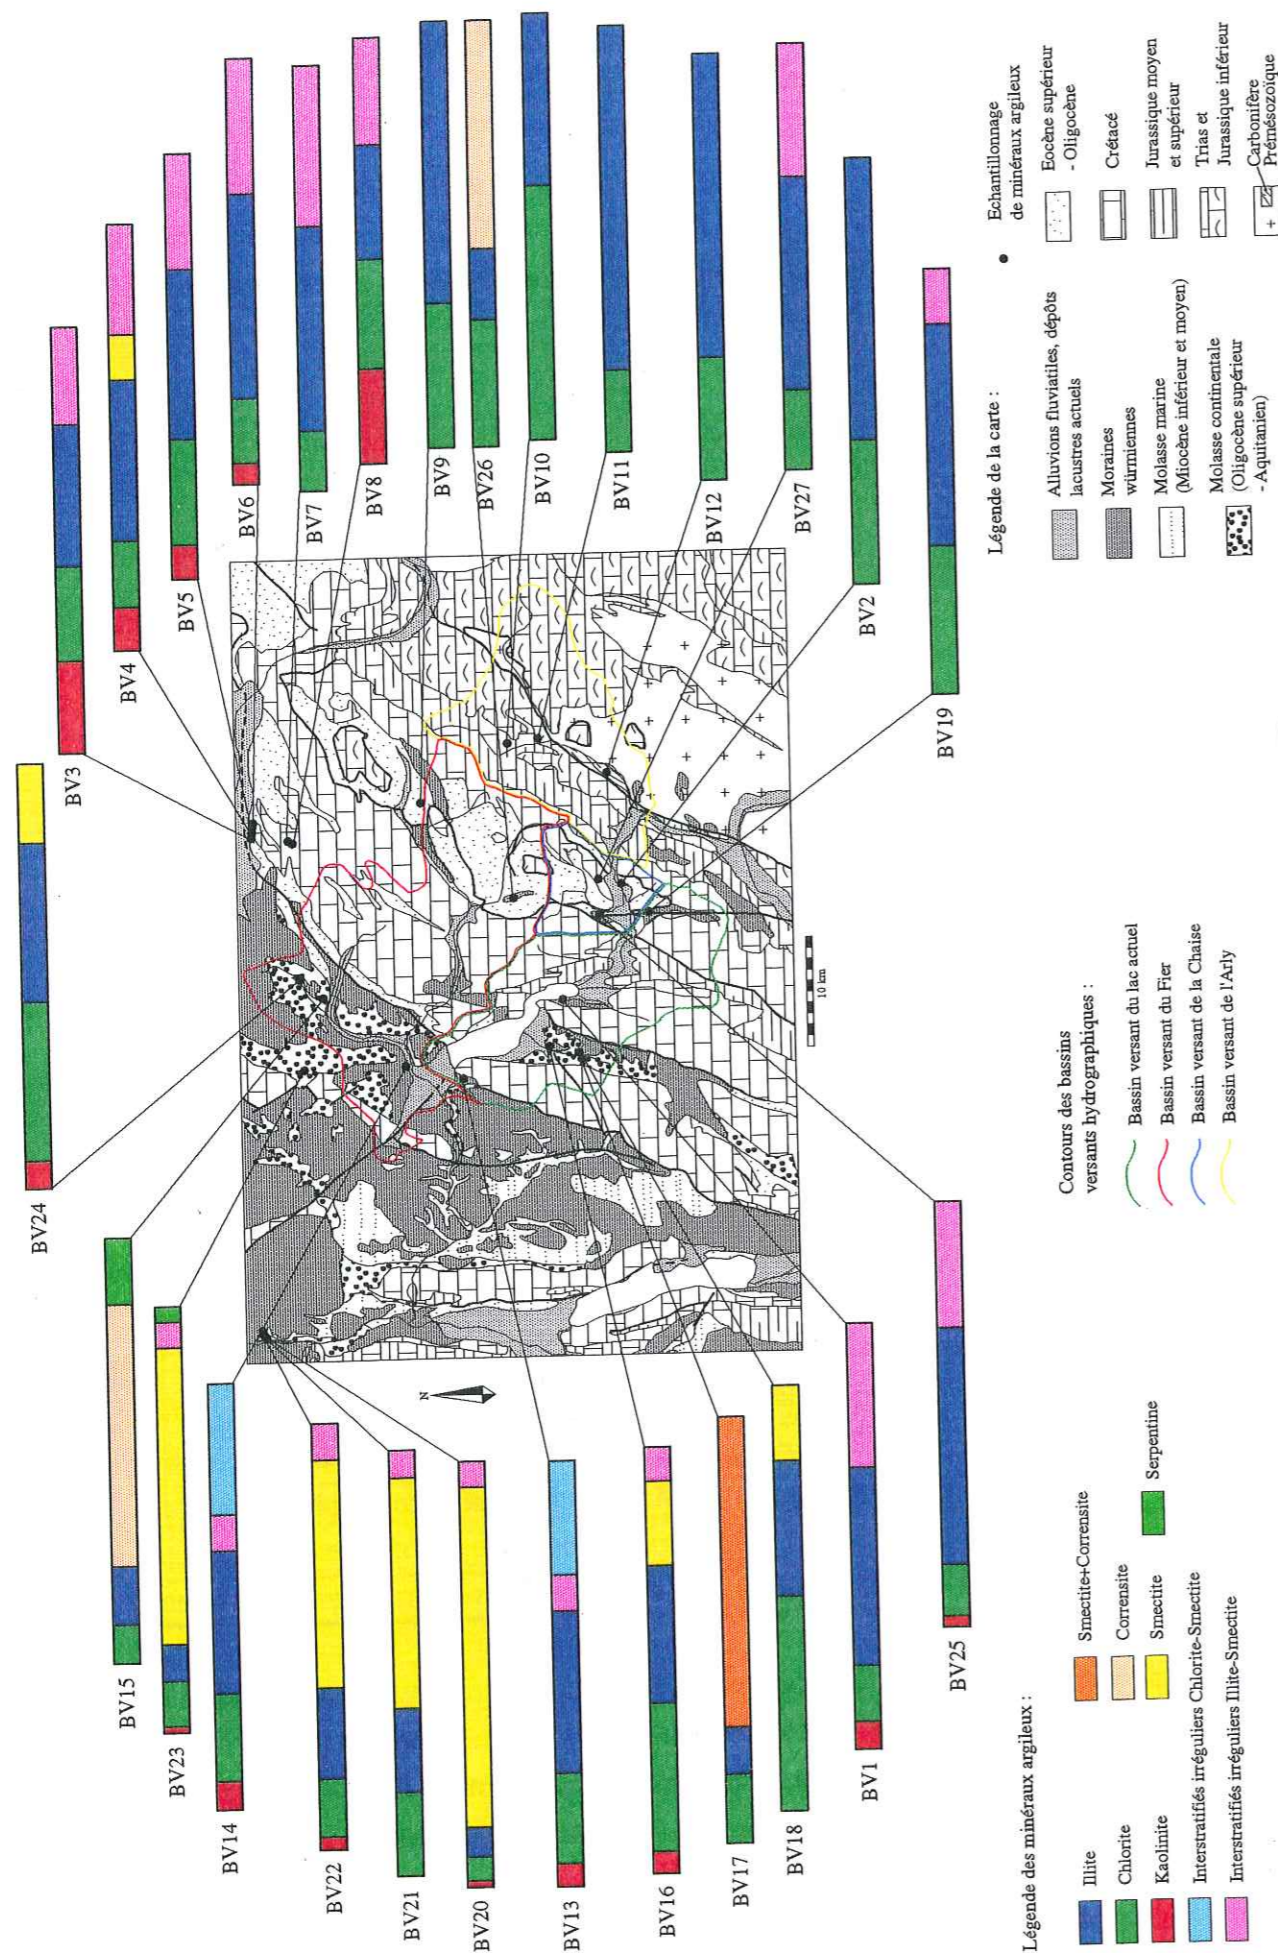 BV24
BV3
BV4
BV5
BV6
BV7
BV8
BV9
BV26
BV10
BV11
BV12
BV27
BV2
BV19
BV15
BV23
BV14
BV22
BV21
BV20
BV13
BV16
BV17
BV18
BV1
BV25
N
10 km
Légende des minéraux argileux :
Illite
Chlorite
Kaolinite
Interstratifiés irréguliers Chlorite-Smectite
Interstratifiés irréguliers Illite-Smectite
Smectite+Corrensite
Corrensite
Smectite
Serpentine
Contours des bassins
versants hydrographiques :
Bassin versant du lac actuel
Bassin versant du Fier
Bassin versant de la Chaise
Bassin versant de l'Arly
Légende de la carte :
Alluvions fluviatiles, dépôts
lacustres actuels
Moraines
würmiennes
Molasse marine
(Miocène inférieur et moyen)
Molasse continentale
(Oligocène supérieur
- Aquitanien)
Echantillonnage
de minéraux argileux
Eocène supérieur
- Oligocène
Crétacé
Jurassique moyen
et supérieur
Trias et
Jurassique inférieur
Carbonifère
Prémésozoïque